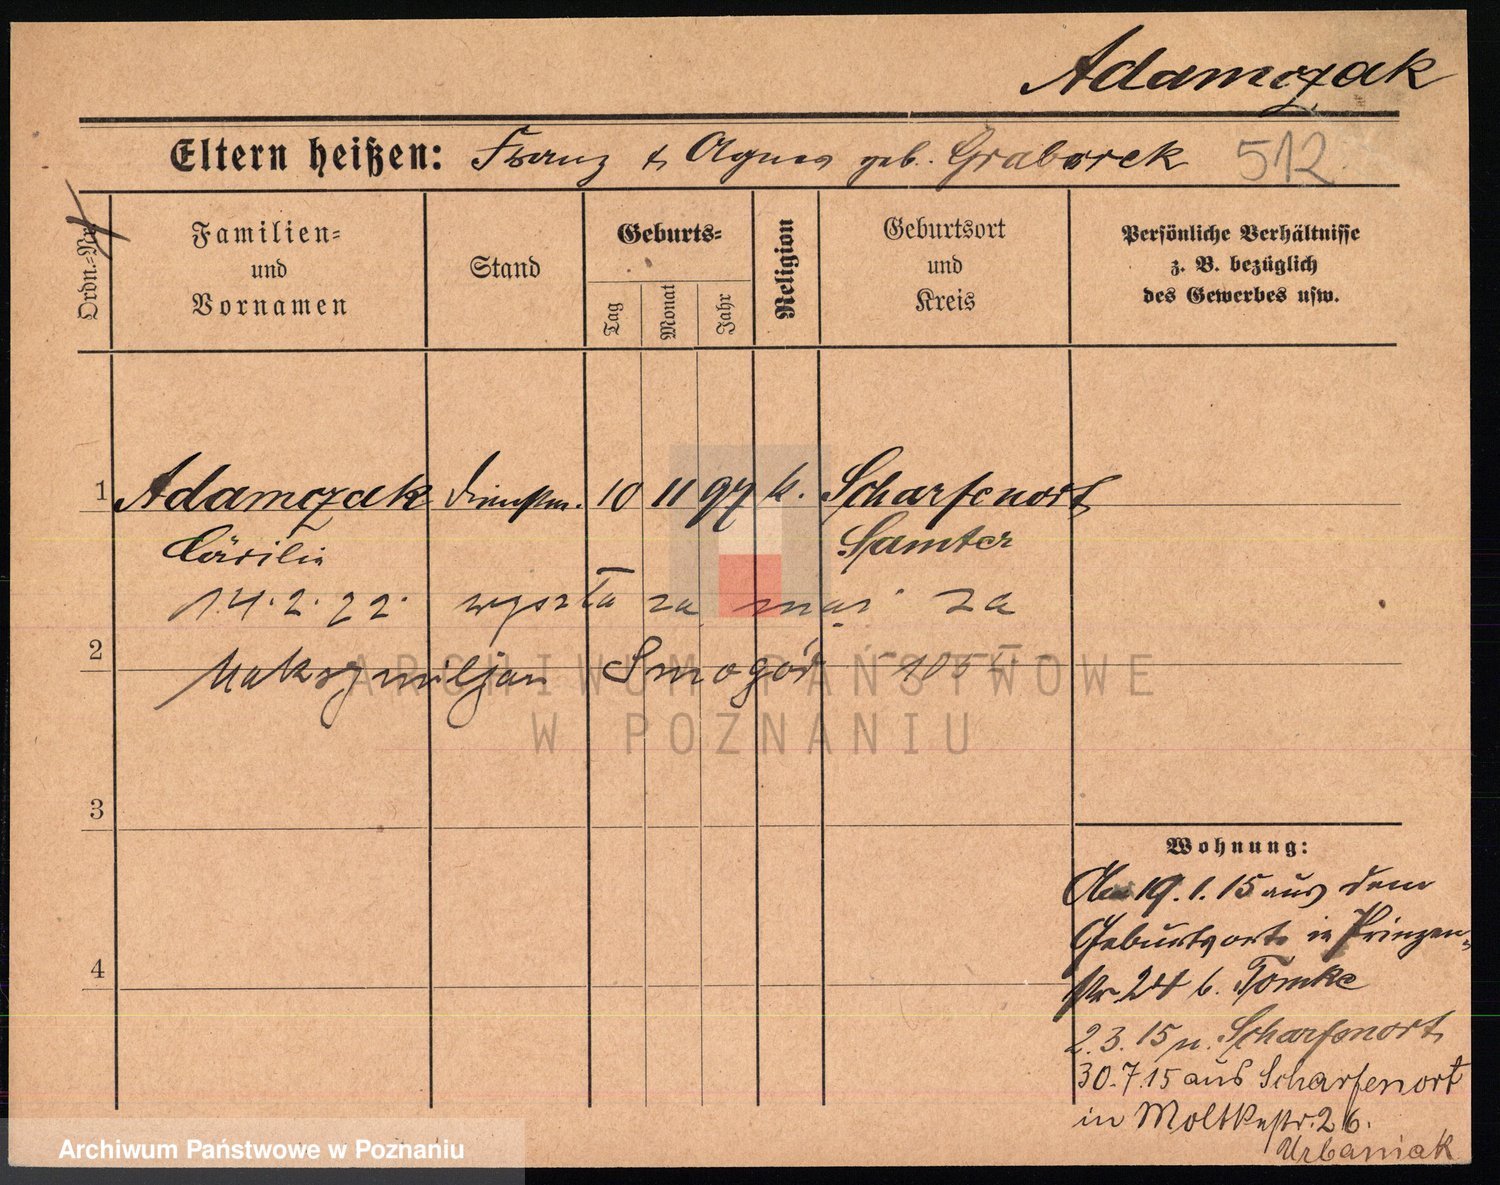 Adamczak
Eltern heißen: Franz & Agnes geb. Graborek 512
Ordn.=Nr.
Familien=
und
Vornamen
Stand
Geburts=
Tag
Monat
Jahr
Religion
Geburtsort
und
Kreis
Persönliche Verhältnisse
z. B. bezüglich
des Gewerbes usw.
1 Adamczak Dienstm. 10 11 97 k. Scharfenort
Cäcilie Samter
14.2.22. wyszła za mąż za
2 Maksymiljan Smogór
3
4
Wohnung:
Am 19.1.15 aus dem
Geburtsorte in Prinzen=
str 24 b. Tomke
2.3.15 n. Scharfenort
30.7.15 aus Scharfenort
in Moltkestr. 26.
Urbaniak
ARCHIWUM PAŃSTWOWE
W POZNANIU
Archiwum Państwowe w Poznaniu